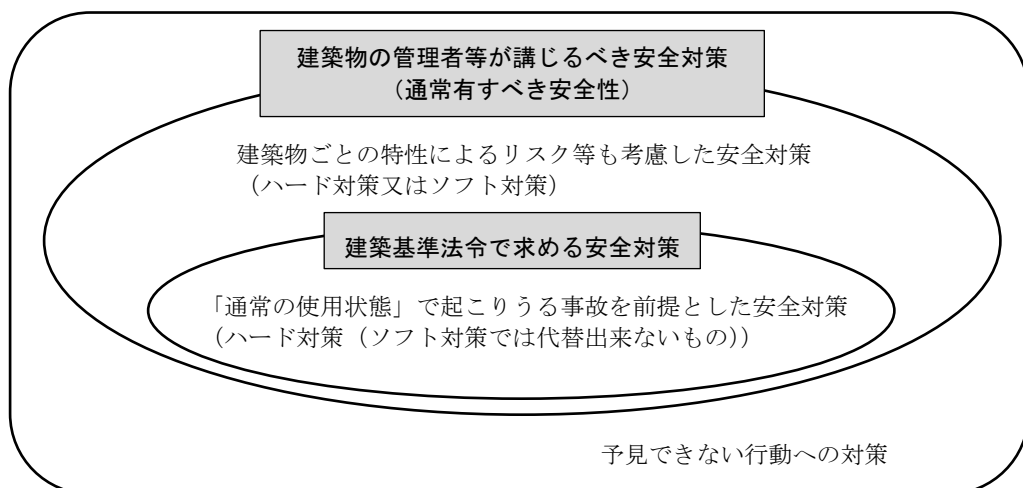 建築物の管理者等が講じるべき安全対策
（通常有すべき安全性）
建築物ごとの特性によるリスク等も考慮した安全対策
（ハード対策又はソフト対策）
建築基準法令で求める安全対策
「通常の使用状態」で起こりうる事故を前提とした安全対策
（ハード対策（ソフト対策では代替出来ないもの））
予見できない行動への対策